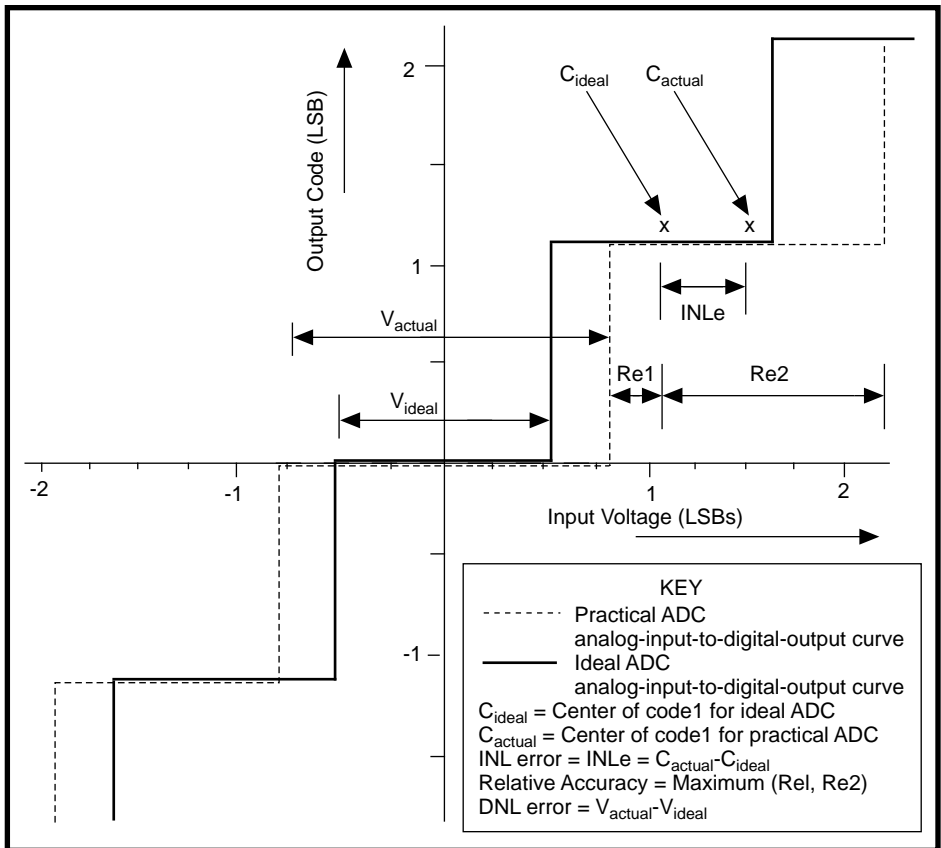 2
C_ideal
C_actual
Output Code (LSB)
x
x
1
INLe
V_actual
Re1
Re2
V_ideal
-2
-1
1
2
Input Voltage (LSBs)
-1
KEY
Practical ADC
analog-input-to-digital-output curve
Ideal ADC
analog-input-to-digital-output curve
C_ideal = Center of code1 for ideal ADC
C_actual = Center of code1 for practical ADC
INL error = INLe = C_actual-C_ideal
Relative Accuracy = Maximum (Rel, Re2)
DNL error = V_actual-V_ideal